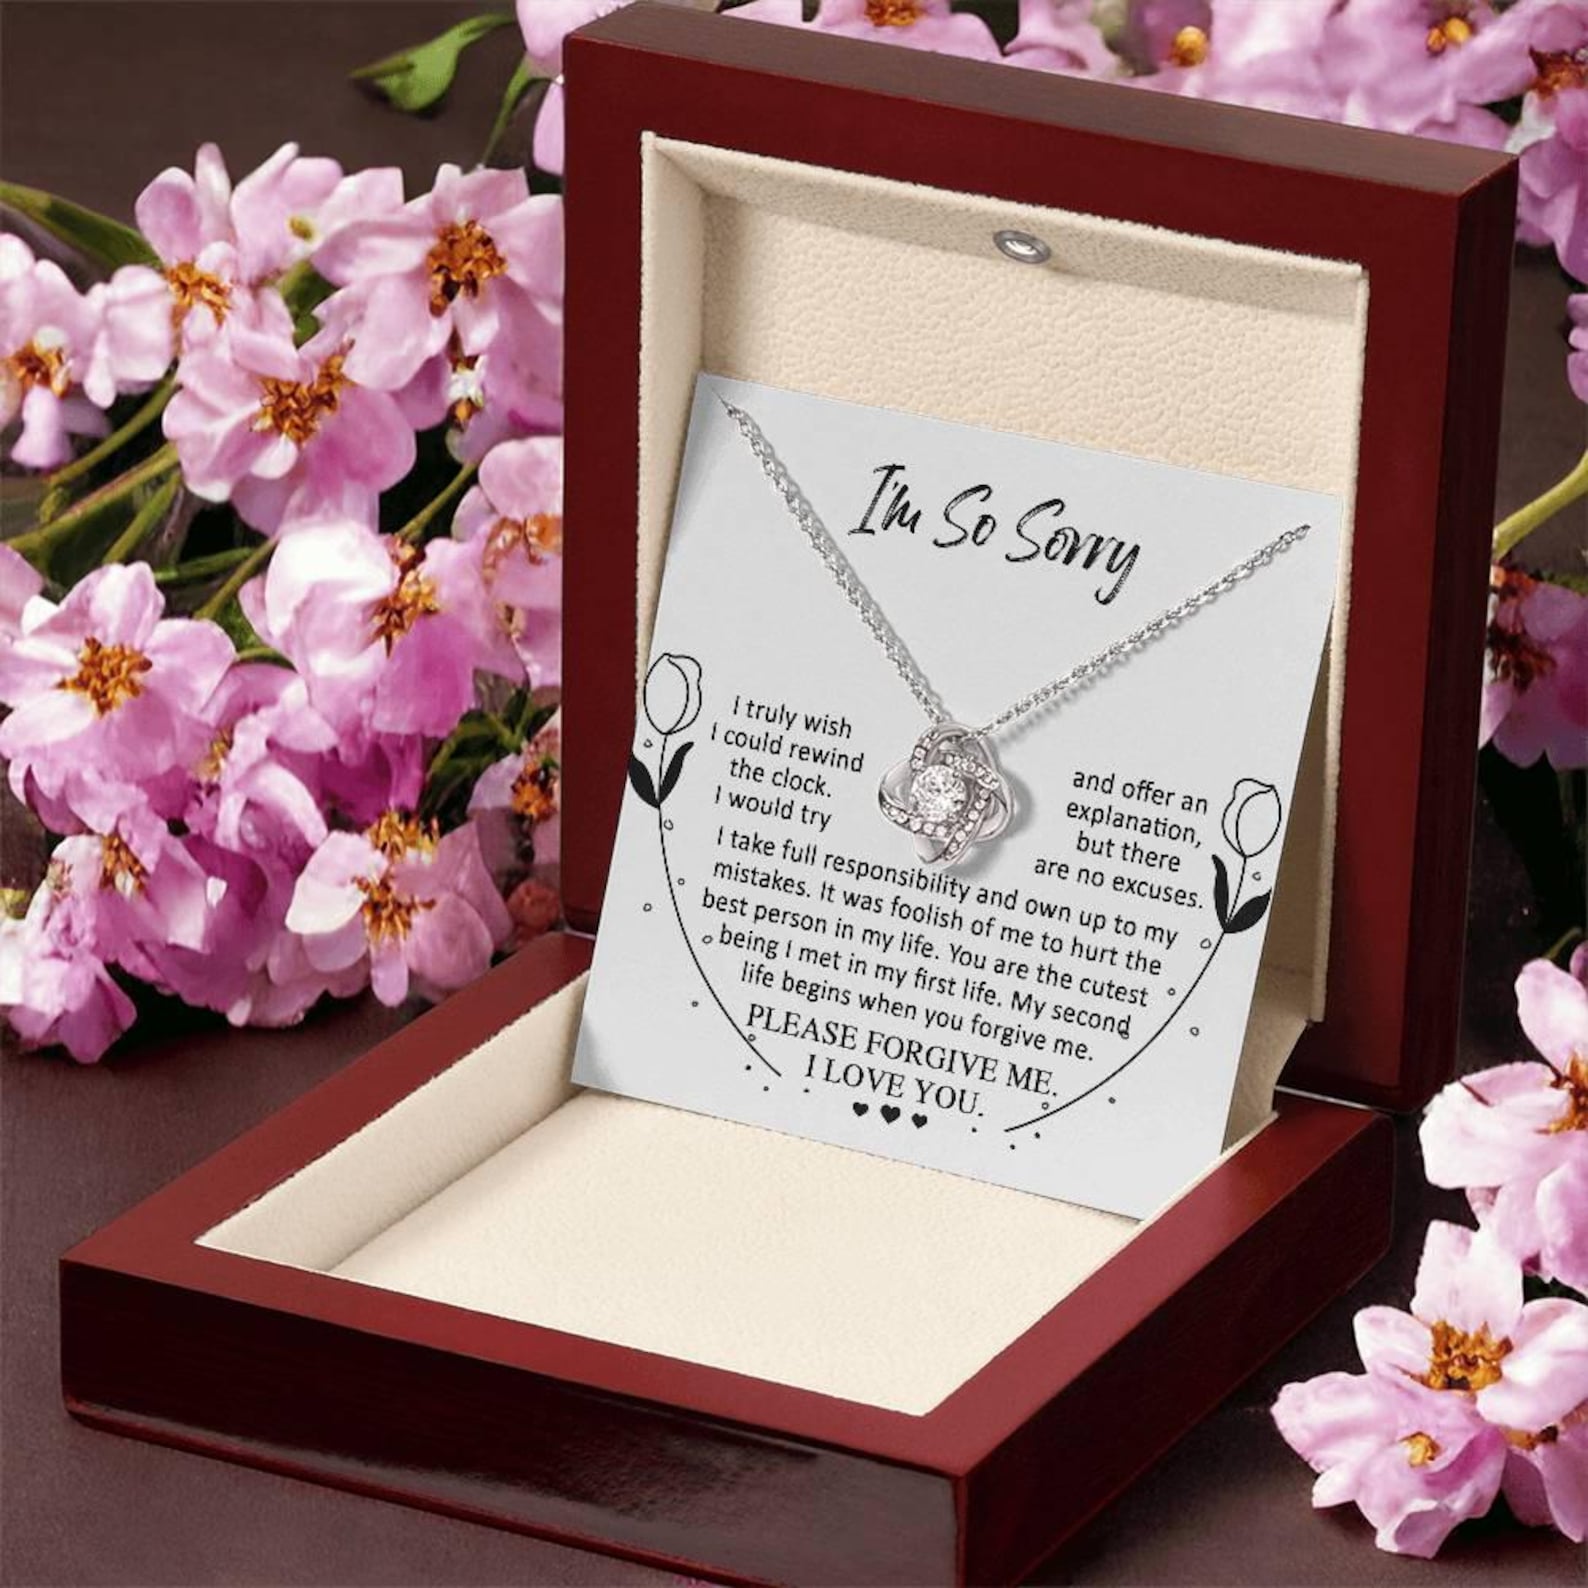 I'm So Sorry
I truly wish
I could rewind
the clock.
I would try
and offer an
explanation,
but there
are no excuses.
I take full responsibility and own up to my
mistakes. It was foolish of me to hurt the
best person in my life. You are the cutest
being I met in my first life. My second
life begins when you forgive me.
PLEASE FORGIVE ME.
I LOVE YOU.